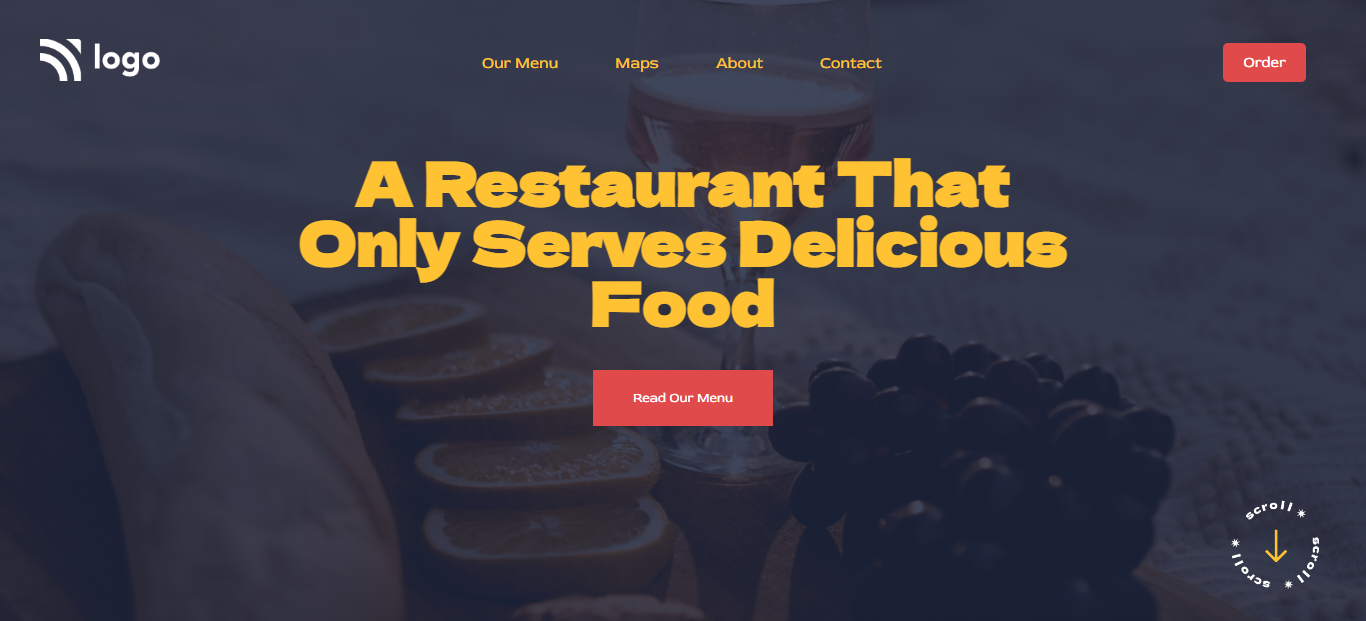 logo
Our Menu
Maps
About
Contact
Order
A Restaurant That
Only Serves Delicious
Food
Read Our Menu
scroll * scroll * scroll *